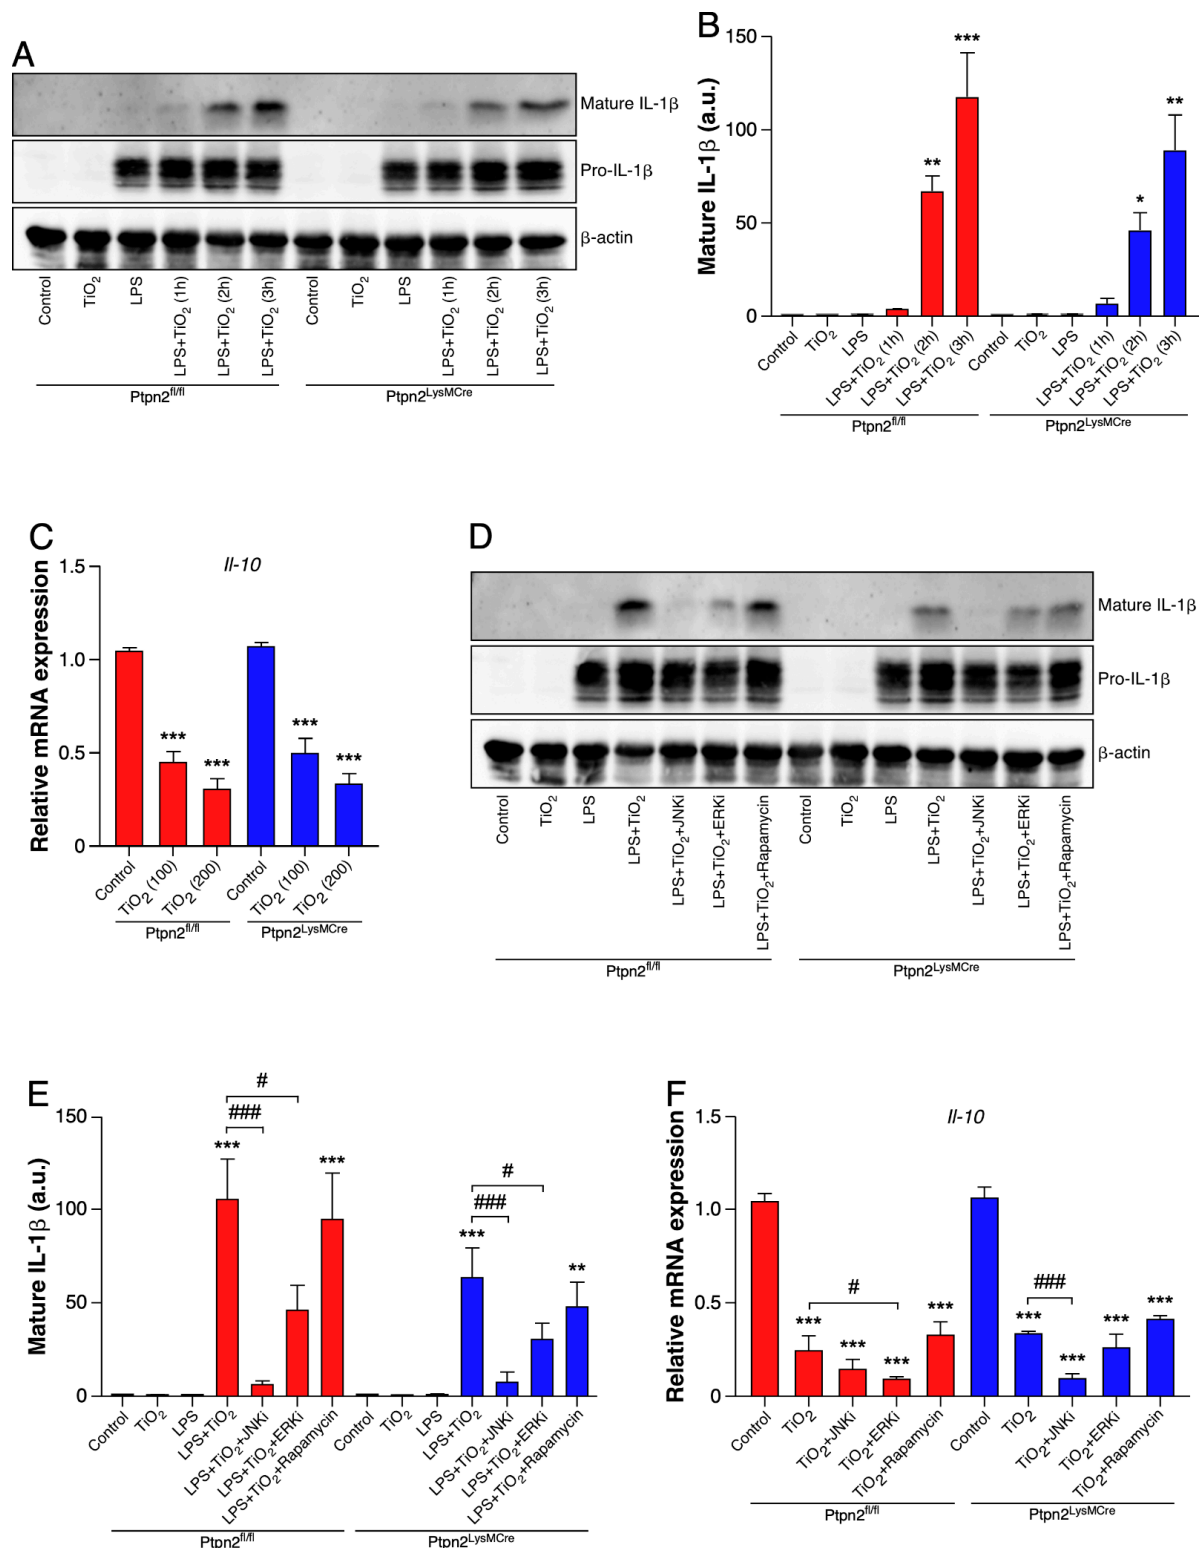 A
Mature IL-1β
Pro-IL-1β
β-actin
Control
TiO2
LPS
LPS+TiO2 (1h)
LPS+TiO2 (2h)
LPS+TiO2 (3h)
Control
TiO2
LPS
LPS+TiO2 (1h)
LPS+TiO2 (2h)
LPS+TiO2 (3h)
Ptpn2fl/fl
Ptpn2LysMCre
B
Mature IL-1β (a.u.)
150
100
50
0
**
***
*
**
Control
TiO2
LPS
LPS+TiO2 (1h)
LPS+TiO2 (2h)
LPS+TiO2 (3h)
Control
TiO2
LPS
LPS+TiO2 (1h)
LPS+TiO2 (2h)
LPS+TiO2 (3h)
Ptpn2fl/fl
Ptpn2LysMCre
C
Il-10
Relative mRNA expression
1.5
1.0
0.5
0
***
***
***
***
Control
TiO2 (100)
TiO2 (200)
Control
TiO2 (100)
TiO2 (200)
Ptpn2fl/fl
Ptpn2LysMCre
D
Mature IL-1β
Pro-IL-1β
β-actin
Control
TiO2
LPS
LPS+TiO2
LPS+TiO2+JNKi
LPS+TiO2+ERKi
LPS+TiO2+Rapamycin
Control
TiO2
LPS
LPS+TiO2
LPS+TiO2+JNKi
LPS+TiO2+ERKi
LPS+TiO2+Rapamycin
Ptpn2fl/fl
Ptpn2LysMCre
E
Mature IL-1β (a.u.)
150
100
50
0
#
###
***
***
#
###
***
**
Control
TiO2
LPS
LPS+TiO2
LPS+TiO2+JNKi
LPS+TiO2+ERKi
LPS+TiO2+Rapamycin
Control
TiO2
LPS
LPS+TiO2
LPS+TiO2+JNKi
LPS+TiO2+ERKi
LPS+TiO2+Rapamycin
Ptpn2fl/fl
Ptpn2LysMCre
F
Il-10
Relative mRNA expression
1.5
1.0
0.5
0
#
***
***
***
***
###
***
***
***
***
Control
TiO2
TiO2+JNKi
TiO2+ERKi
TiO2+Rapamycin
Control
TiO2
TiO2+JNKi
TiO2+ERKi
TiO2+Rapamycin
Ptpn2fl/fl
Ptpn2LysMCre